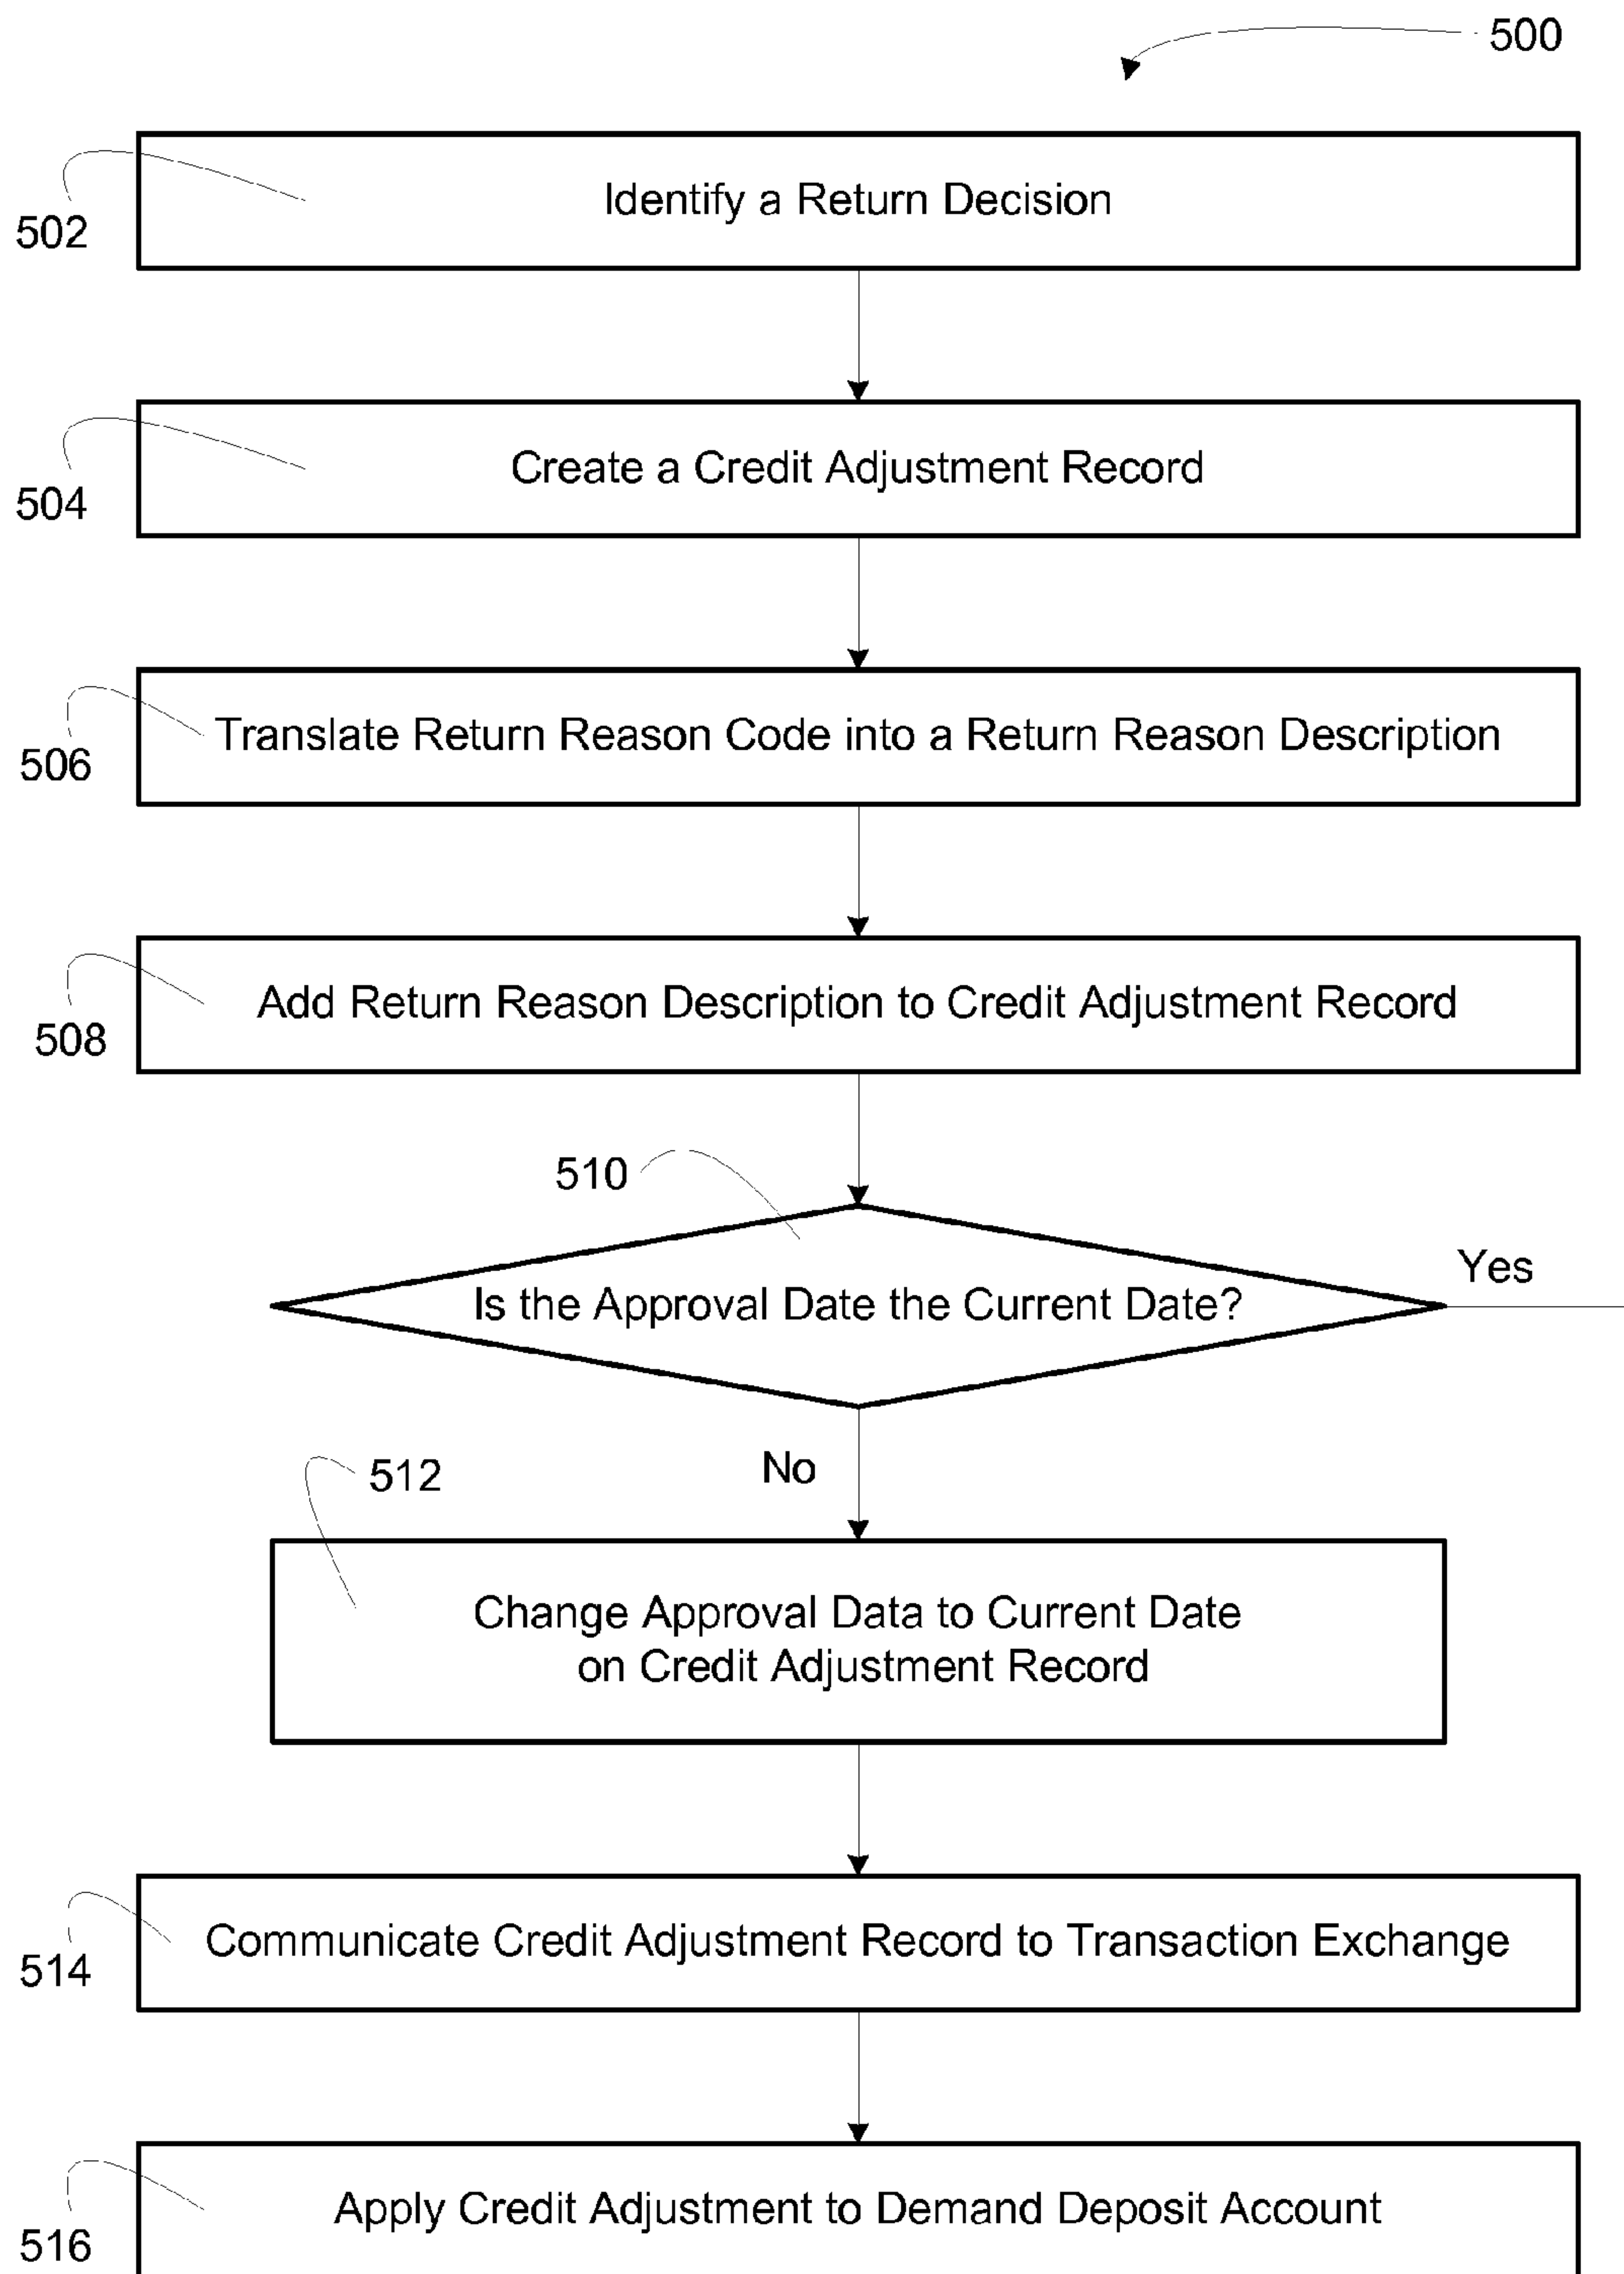 500
Identify a Return Decision
502
Create a Credit Adjustment Record
504
Translate Return Reason Code into a Return Reason Description
506
Add Return Reason Description to Credit Adjustment Record
508
510
Yes
Is the Approval Date the Current Date?
No
512
Change Approval Data to Current Date
on Credit Adjustment Record
Communicate Credit Adjustment Record to Transaction Exchange
514
Apply Credit Adjustment to Demand Deposit Account
516